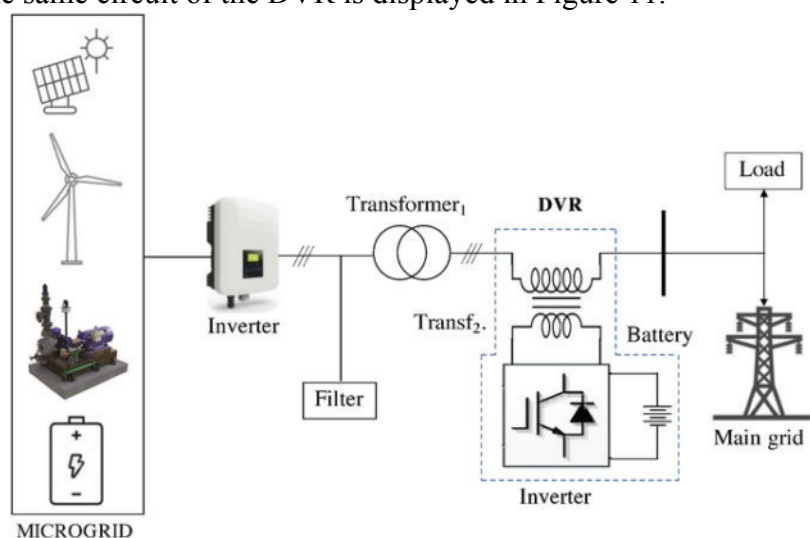 Transformer₁
DVR
Load
Inverter
Transf₂.
Battery
Filter
Main grid
Inverter
MICROGRID